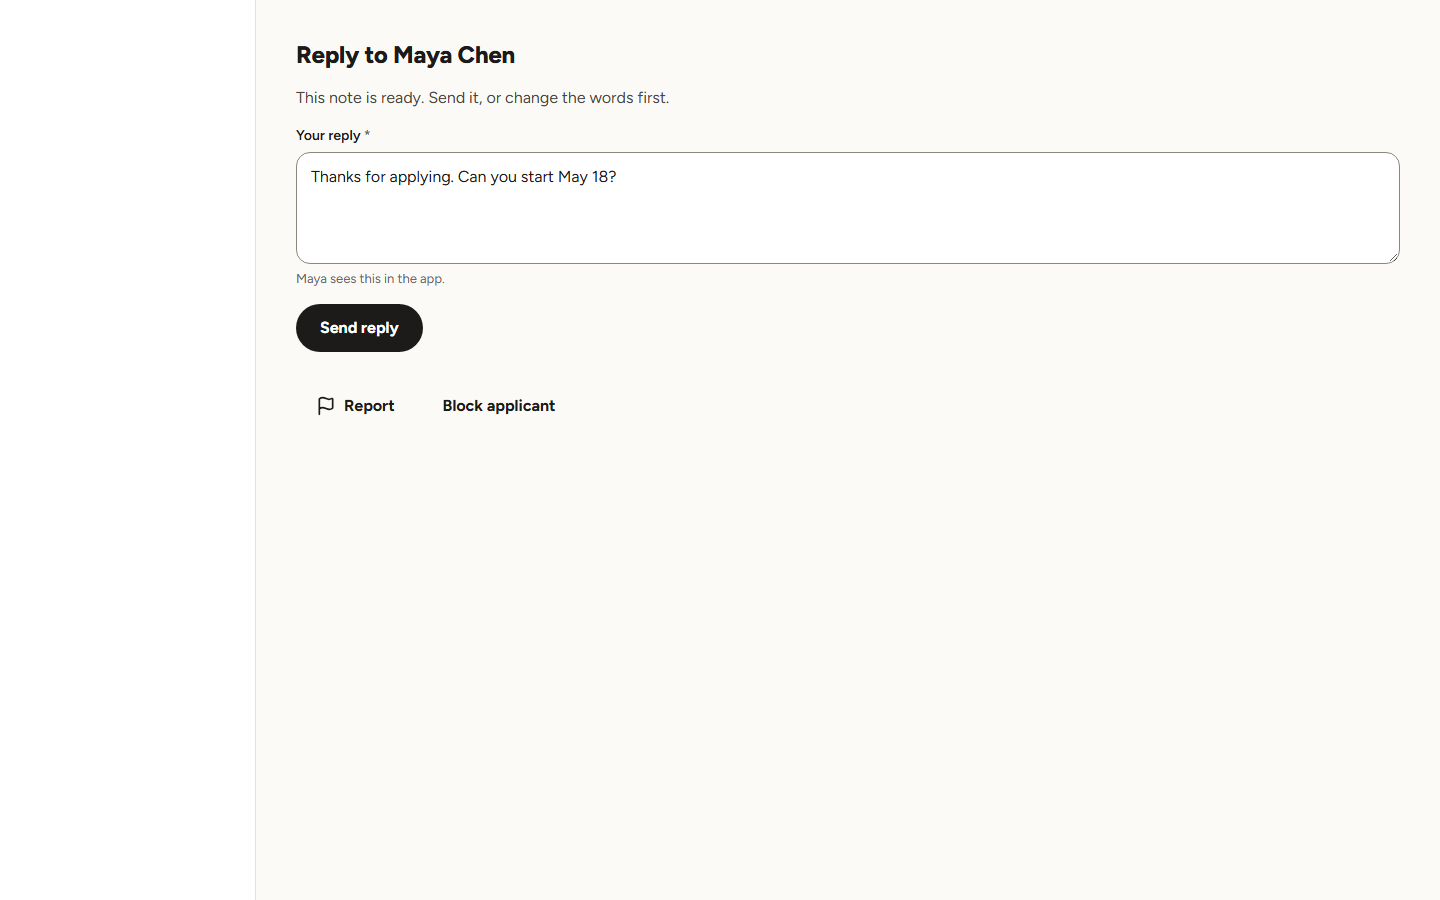 Reply to Maya Chen
This note is ready. Send it, or change the words first.
Your reply *
Thanks for applying. Can you start May 18?
Maya sees this in the app.
Send reply
Report
Block applicant